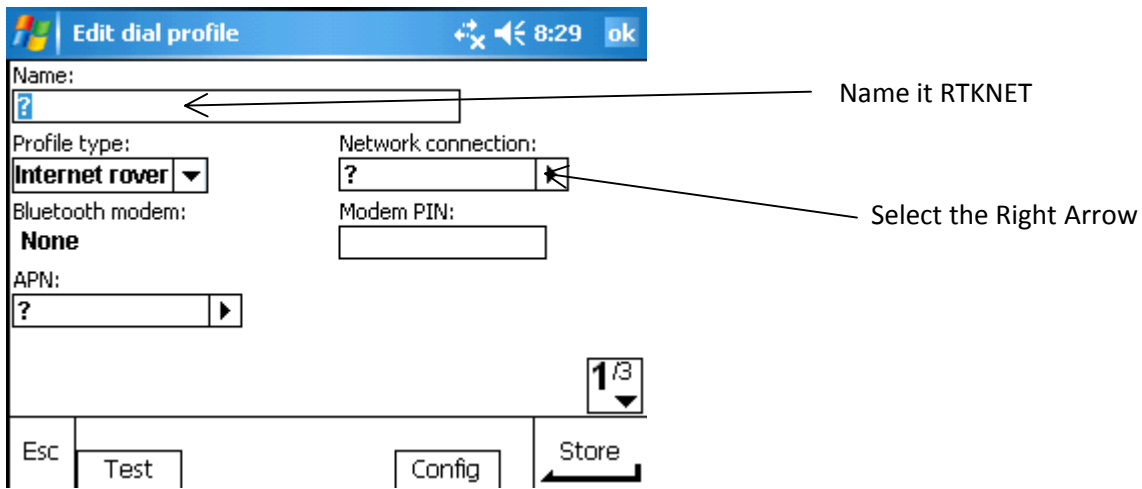 Edit dial profile 8:29 ok
Name:
?
Name it RTKNET
Profile type: Network connection:
Internet rover ?
Select the Right Arrow
Bluetooth modem: Modem PIN:
None
APN:
?
1/3
Esc Test Config Store